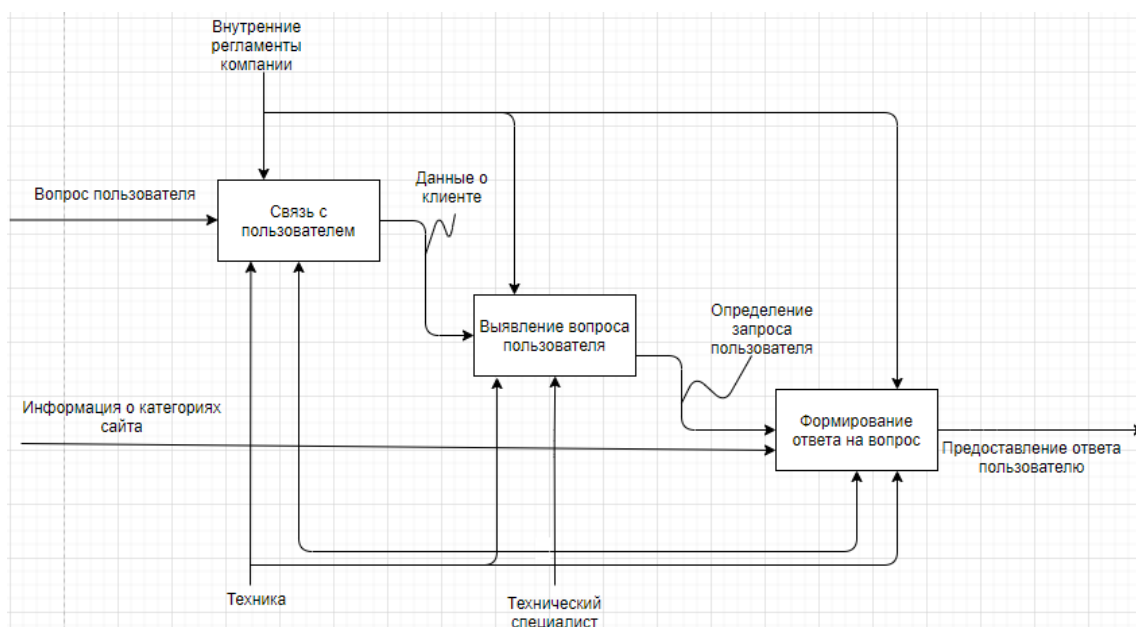 Внутренние
регламенты
компании
Вопрос пользователя
Связь с
пользователем
Данные о
клиенте
Выявление вопроса
пользователя
Определение
запроса
пользователя
Информация о категориях
сайта
Формирование
ответа на вопрос
Предоставление ответа
пользователю
Техника
Технический
специалист